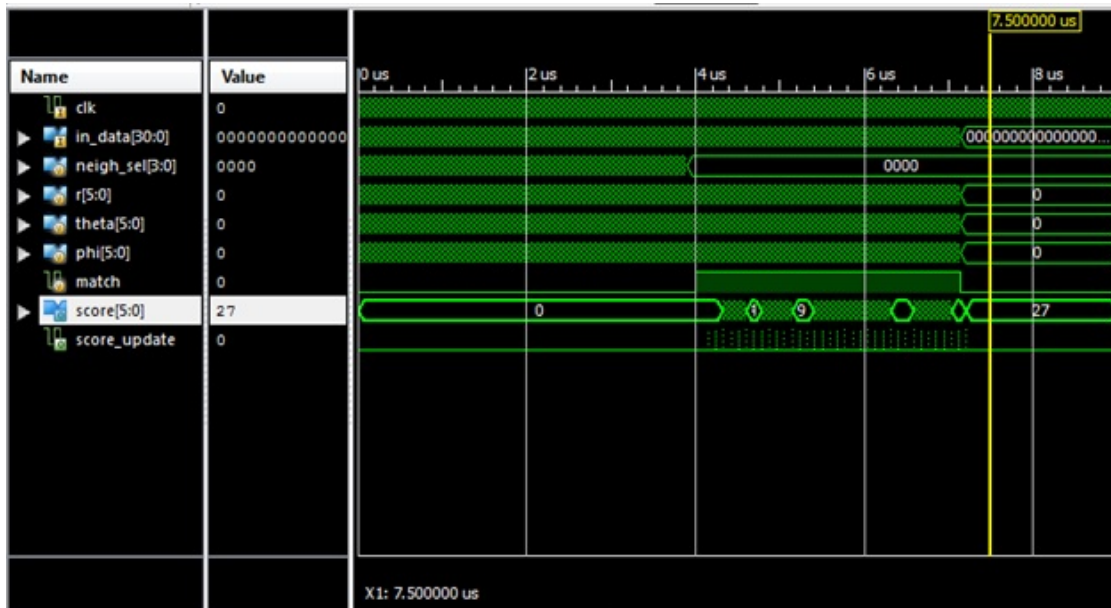 7.500000 us
Name Value 0 us 2 us 4 us 6 us 8 us
clk 0
in_data[30:0] 0000000000000 000000000000000...
neigh_sel[3:0] 0000 0000
r[5:0] 0 0
theta[5:0] 0 0
phi[5:0] 0 0
match 0
score[5:0] 27 0 9 27
score_update 0
X1: 7.500000 us